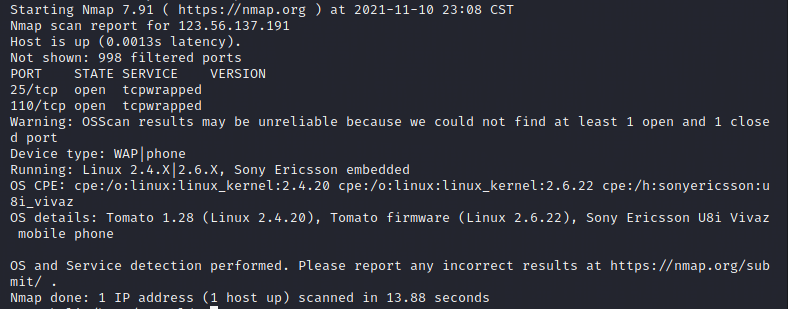 Starting Nmap 7.91 ( https://nmap.org ) at 2021-11-10 23:08 CST
Nmap scan report for 123.56.137.191
Host is up (0.0013s latency).
Not shown: 998 filtered ports
PORT    STATE SERVICE    VERSION
25/tcp  open  tcpwrapped
110/tcp open  tcpwrapped
Warning: OSScan results may be unreliable because we could not find at least 1 open and 1 close
d port
Device type: WAP|phone
Running: Linux 2.4.X|2.6.X, Sony Ericsson embedded
OS CPE: cpe:/o:linux:linux_kernel:2.4.20 cpe:/o:linux:linux_kernel:2.6.22 cpe:/h:sonyericsson:u
8i_vivaz
OS details: Tomato 1.28 (Linux 2.4.20), Tomato firmware (Linux 2.6.22), Sony Ericsson U8i Vivaz
 mobile phone
OS and Service detection performed. Please report any incorrect results at https://nmap.org/sub
mit/ .
Nmap done: 1 IP address (1 host up) scanned in 13.88 seconds